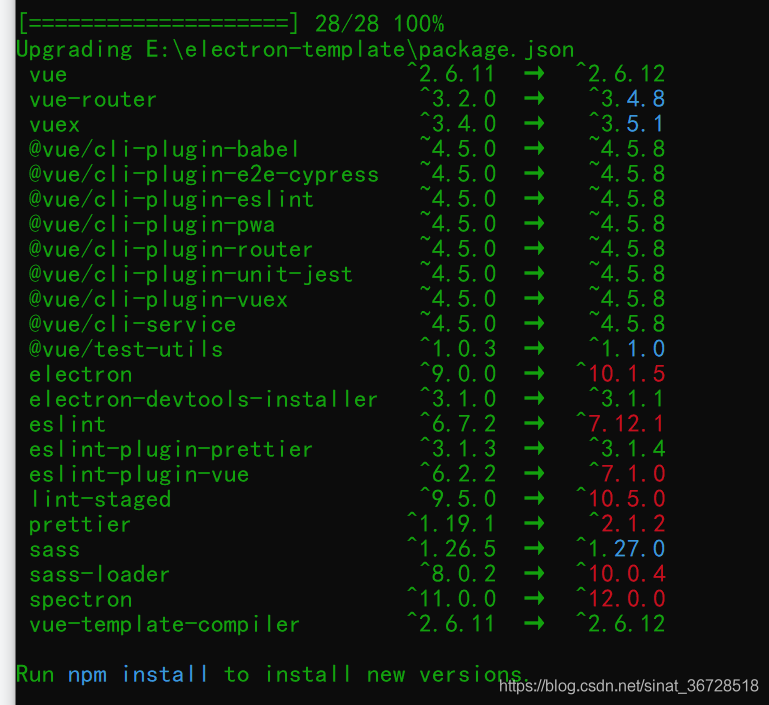 [====================] 28/28 100%
Upgrading E:\electron-template\package.json
vue ^2.6.11 → ^2.6.12
vue-router ^3.2.0 → ^3.4.8
vuex ^3.4.0 → ^3.5.1
@vue/cli-plugin-babel ~4.5.0 → ~4.5.8
@vue/cli-plugin-e2e-cypress ~4.5.0 → ~4.5.8
@vue/cli-plugin-eslint ~4.5.0 → ~4.5.8
@vue/cli-plugin-pwa ~4.5.0 → ~4.5.8
@vue/cli-plugin-router ~4.5.0 → ~4.5.8
@vue/cli-plugin-unit-jest ~4.5.0 → ~4.5.8
@vue/cli-plugin-vuex ~4.5.0 → ~4.5.8
@vue/cli-service ~4.5.0 → ~4.5.8
@vue/test-utils ^1.0.3 → ^1.1.0
electron ^9.0.0 → ^10.1.5
electron-devtools-installer ^3.1.0 → ^3.1.1
eslint ^6.7.2 → ^7.12.1
eslint-plugin-prettier ^3.1.3 → ^3.1.4
eslint-plugin-vue ^6.2.2 → ^7.1.0
lint-staged ^9.5.0 → ^10.5.0
prettier ^1.19.1 → ^2.1.2
sass ^1.26.5 → ^1.27.0
sass-loader ^8.0.2 → ^10.0.4
spectron ^11.0.0 → ^12.0.0
vue-template-compiler ^2.6.11 → ^2.6.12
Run npm install to install new versions.
https://blog.csdn.net/sinat_36728518